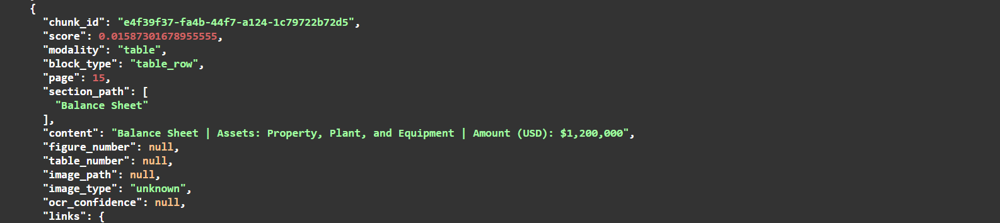 {
"chunk_id": "e4f39f37-fa4b-44f7-a124-1c79722b72d5",
"score": 0.01587301678955555,
"modality": "table",
"block_type": "table_row",
"page": 15,
"section_path": [
"Balance Sheet"
],
"content": "Balance Sheet | Assets: Property, Plant, and Equipment | Amount (USD): $1,200,000",
"figure_number": null,
"table_number": null,
"image_path": null,
"image_type": "unknown",
"ocr_confidence": null,
"links": {